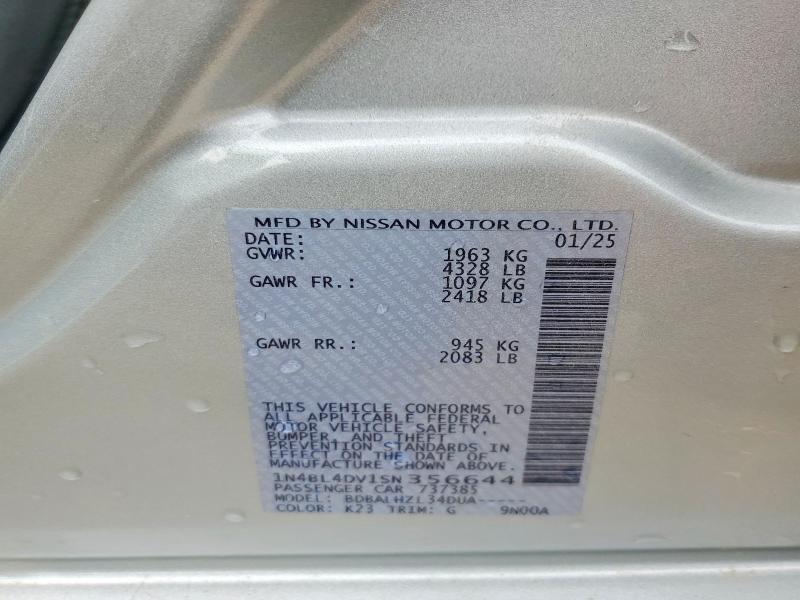 MFD BY NISSAN MOTOR CO., LTD.
DATE: 01/25
GVWR: 1963 KG
4328 LB
GAWR FR.: 1097 KG
2418 LB
GAWR RR.: 945 KG
2083 LB
THIS VEHICLE CONFORMS TO
ALL APPLICABLE FEDERAL
MOTOR VEHICLE SAFETY,
BUMPER, AND THEFT
PREVENTION STANDARDS IN
EFFECT ON THE DATE OF
MANUFACTURE SHOWN ABOVE.
1N4BL4DV1SN356644
PASSENGER CAR 737385
MODEL: BDBALHZL34DUA-----
COLOR: K23 TRIM: G 9N00A